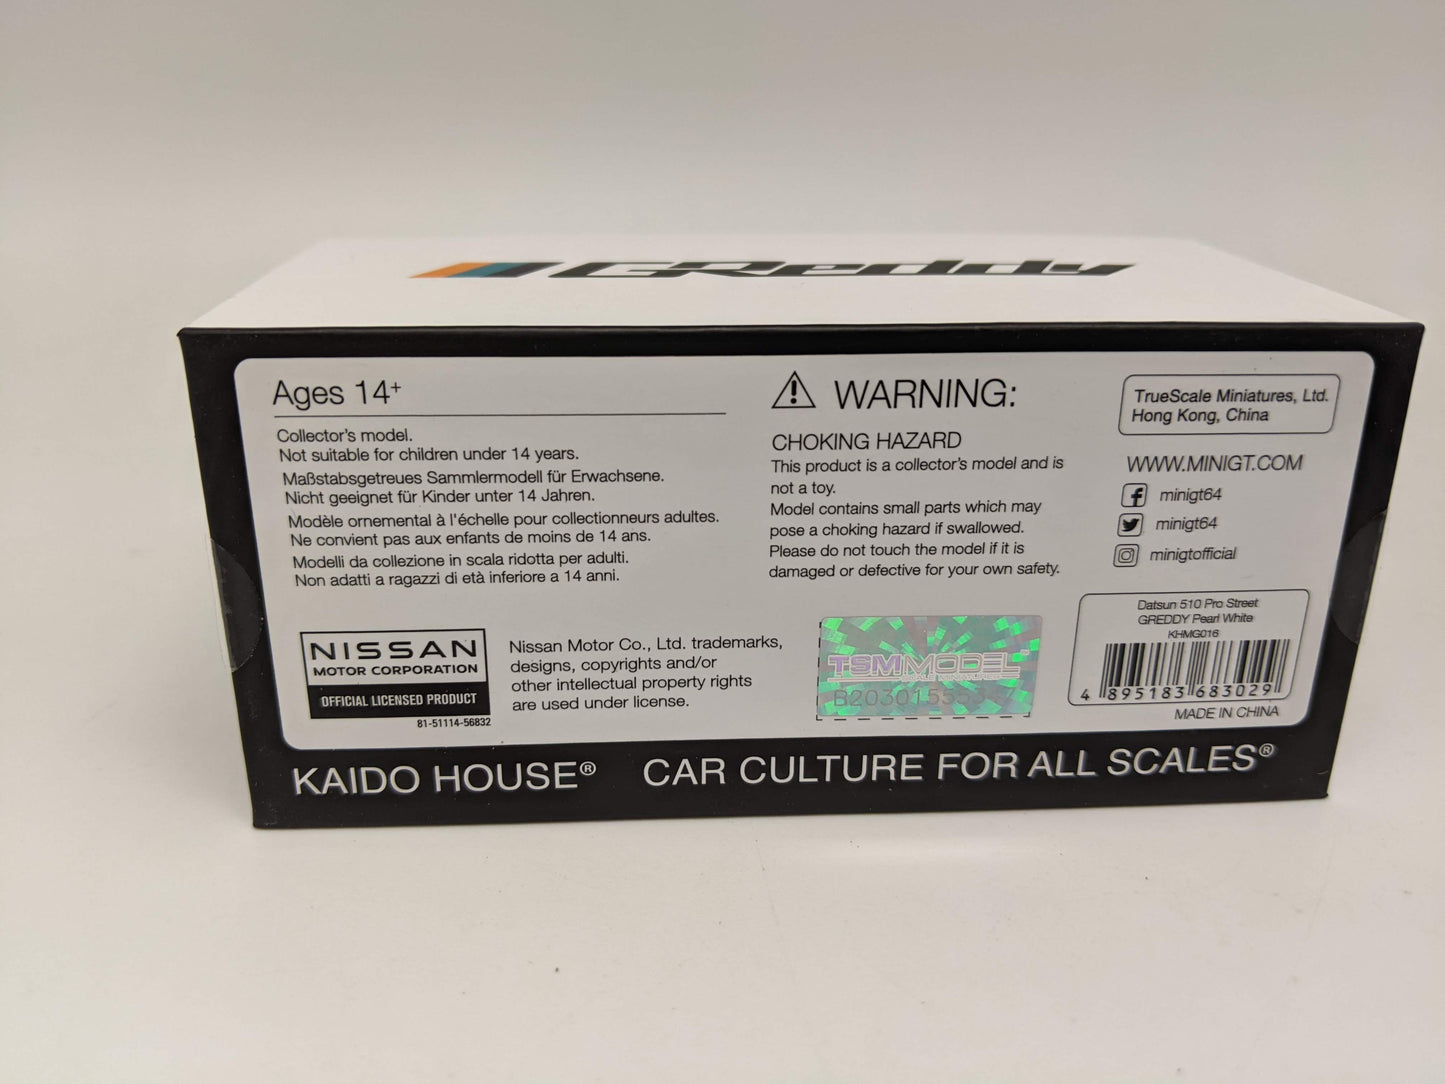 GReddy
Ages 14+
Collector's model.
Not suitable for children under 14 years.
Maßstabsgetreues Sammlermodell für Erwachsene.
Nicht geeignet für Kinder unter 14 Jahren.
Modèle ornemental à l'échelle pour collectionneurs adultes.
Ne convient pas aux enfants de moins de 14 ans.
Modelli da collezione in scala ridotta per adulti.
Non adatti a ragazzi di età inferiore a 14 anni.
NISSAN
MOTOR CORPORATION
OFFICIAL LICENSED PRODUCT
81-51114-56832
Nissan Motor Co., Ltd. trademarks,
designs, copyrights and/or
other intellectual property rights
are used under license.
WARNING:
CHOKING HAZARD
This product is a collector's model and is
not a toy.
Model contains small parts which may
pose a choking hazard if swallowed.
Please do not touch the model if it is
damaged or defective for your own safety.
TSMMODEL
SCALE MINIATURES
TrueScale Miniatures, Ltd.
Hong Kong, China
WWW.MINIGT.COM
minigt64
minigt64
minigtofficial
Datsun 510 Pro Street
GREDDY Pearl White
KHMG016
4 895183 683029
MADE IN CHINA
KAIDO HOUSE® CAR CULTURE FOR ALL SCALES®